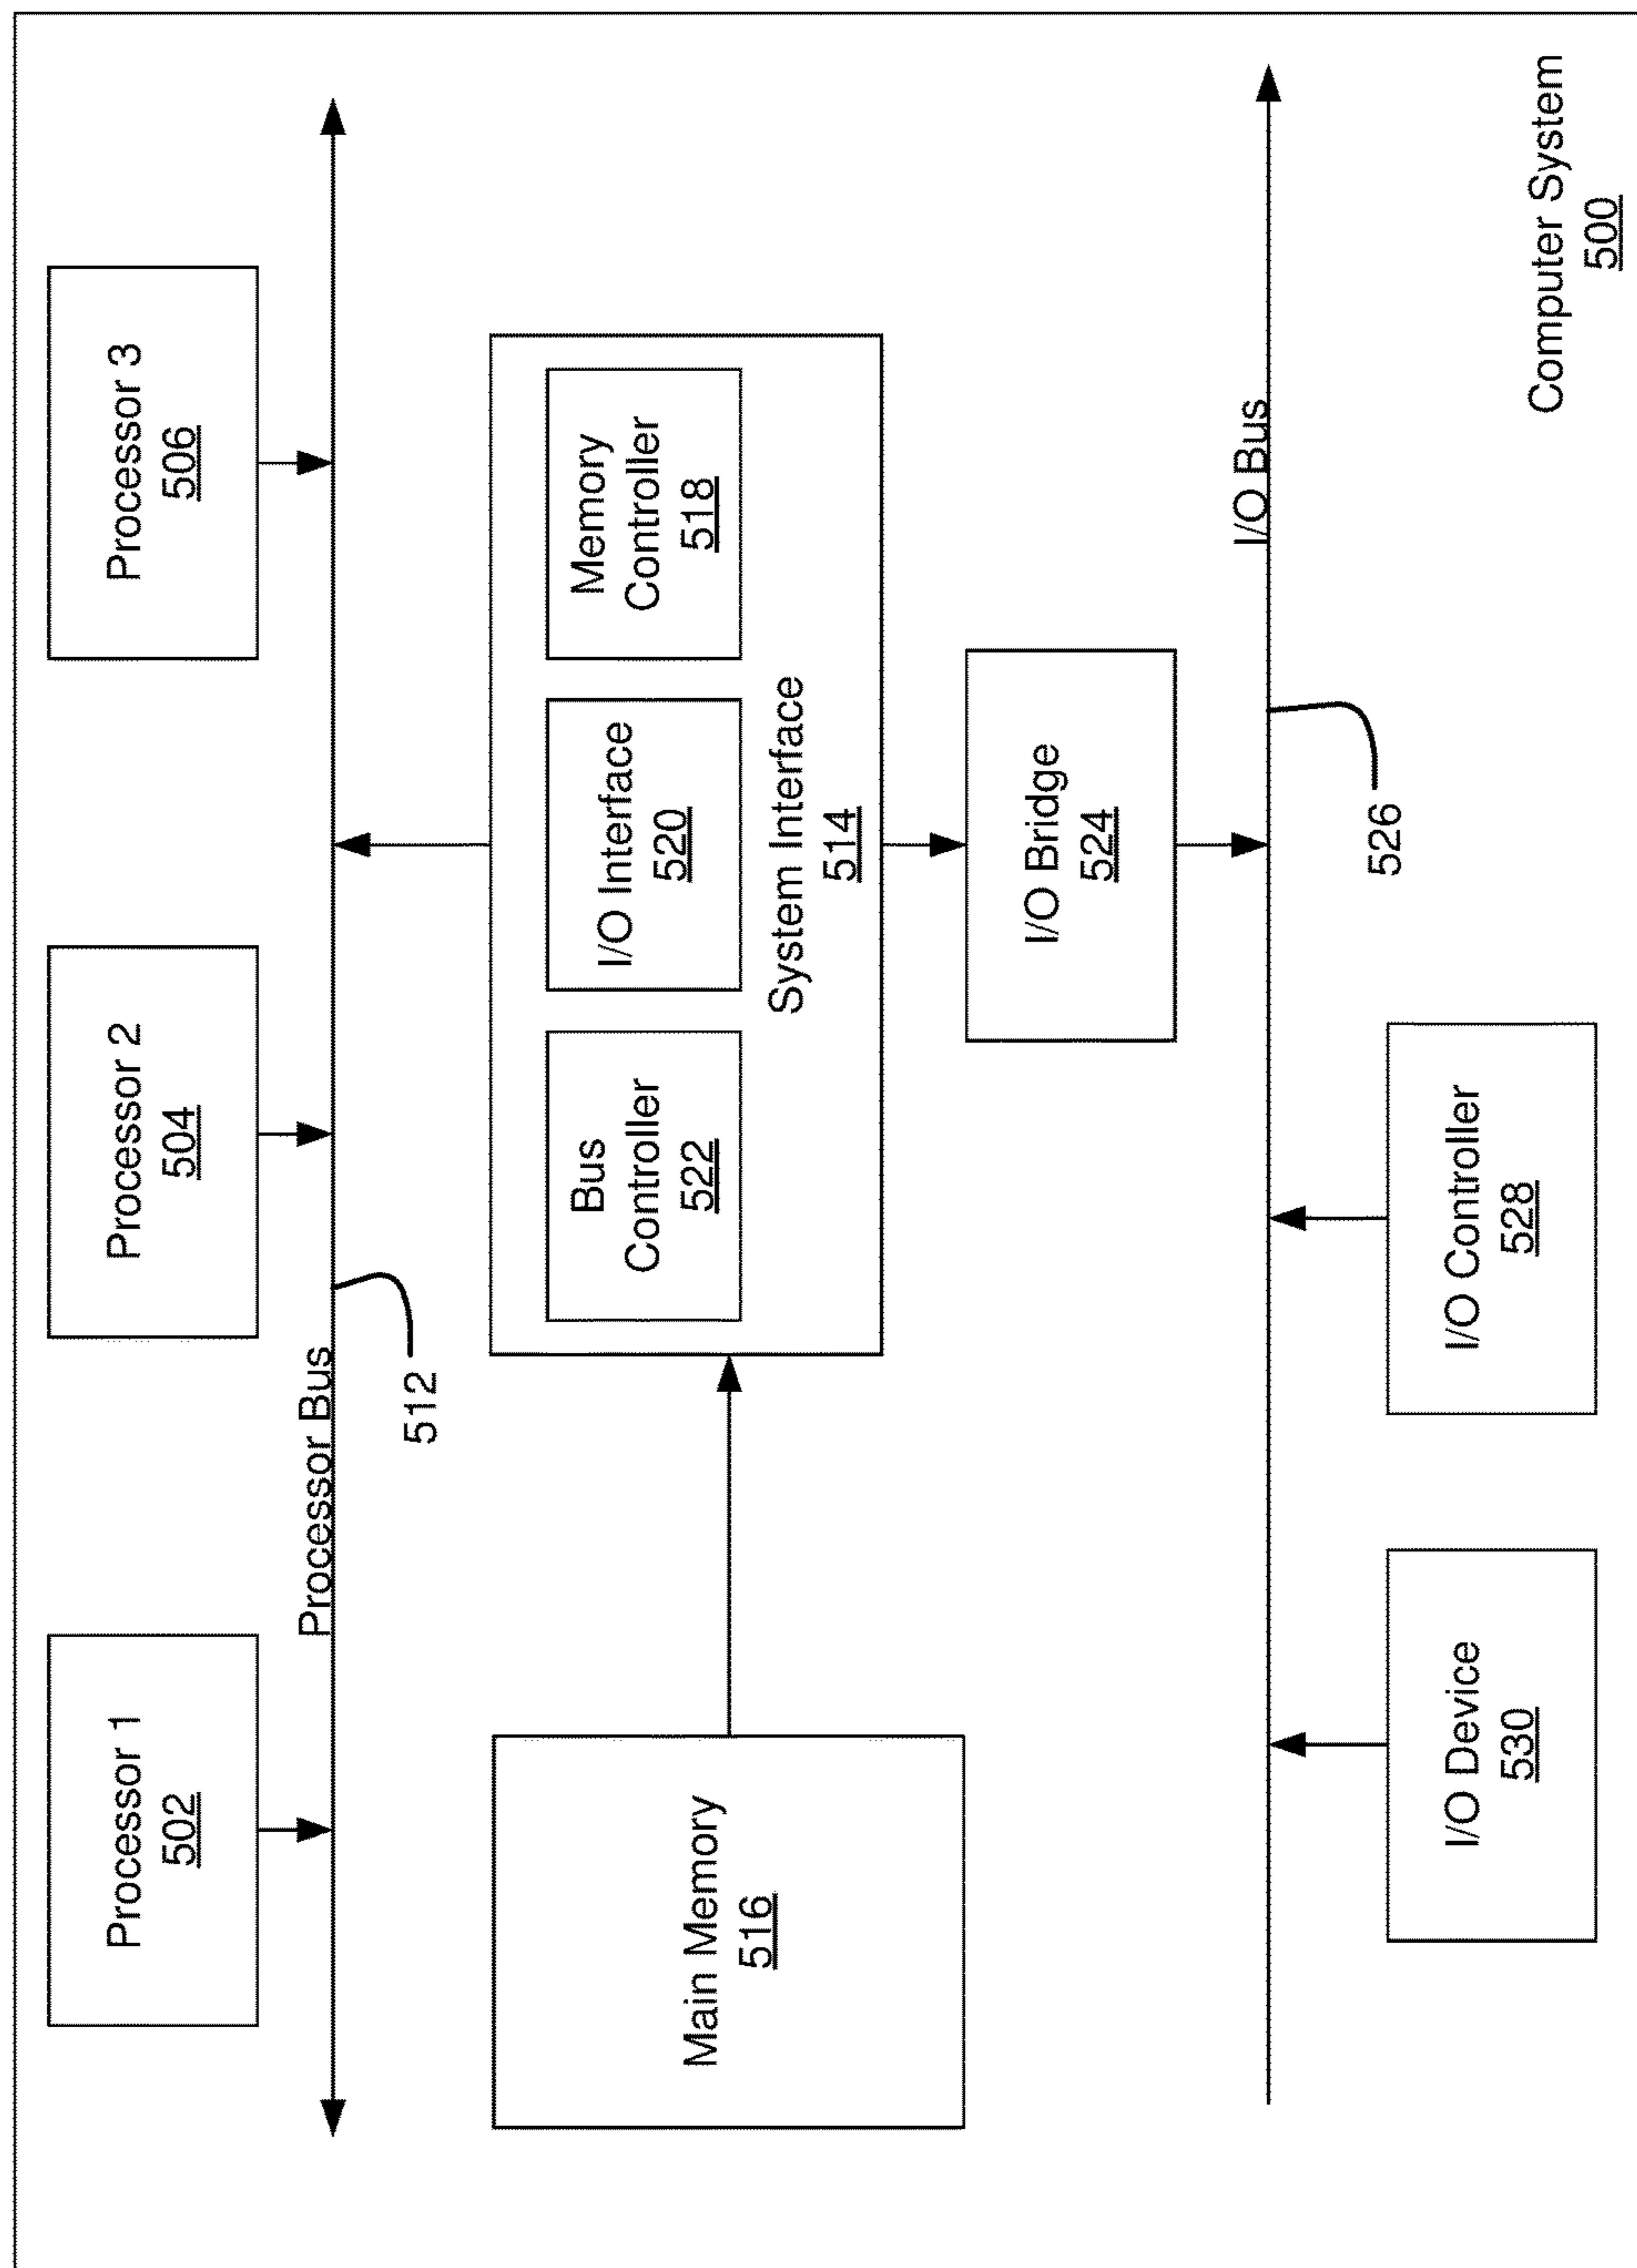 Processor 1
502
Processor 2
504
Processor 3
506
Processor Bus
512
Main Memory
516
Bus
Controller
522
I/O Interface
520
Memory
Controller
518
System Interface
514
I/O Bridge
524
I/O Bus
526
I/O Device
530
I/O Controller
528
Computer System
500